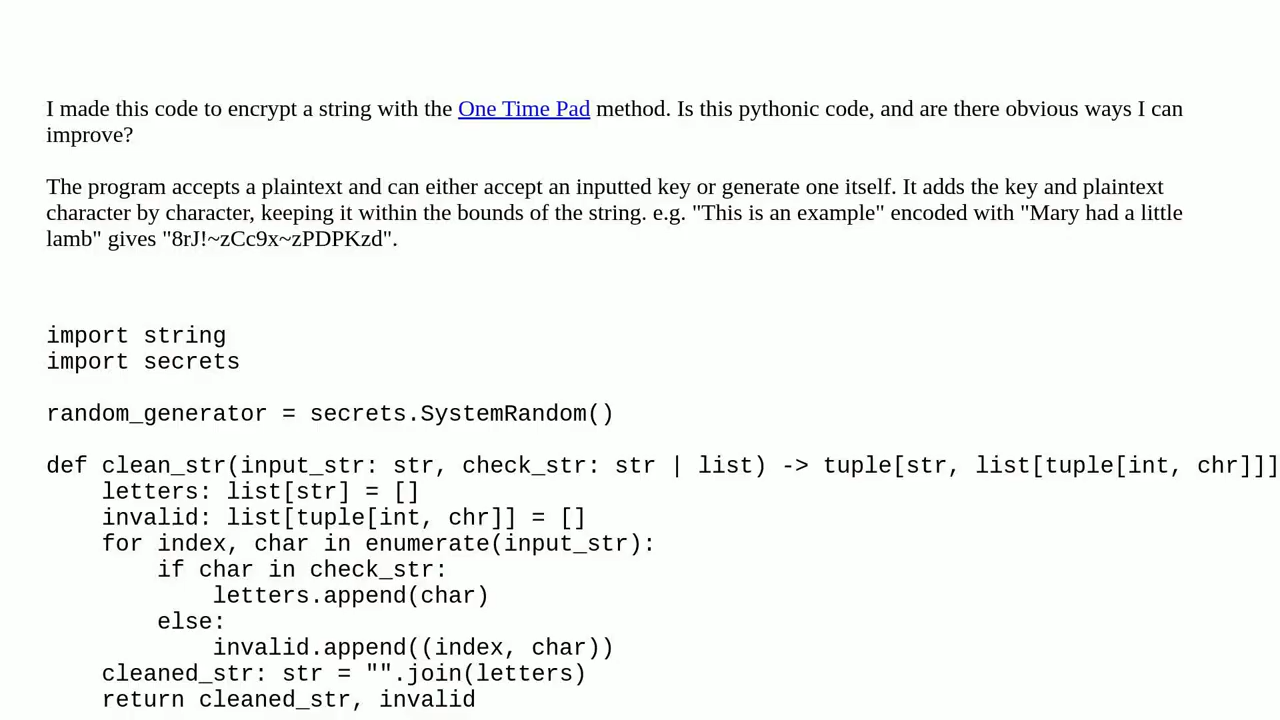 I made this code to encrypt a string with the One Time Pad method. Is this pythonic code, and are there obvious ways I can
improve?
The program accepts a plaintext and can either accept an inputted key or generate one itself. It adds the key and plaintext
character by character, keeping it within the bounds of the string. e.g. "This is an example" encoded with "Mary had a little
lamb" gives "8rJ!~zCc9x~zPDPKzd".
import string
import secrets
random_generator = secrets.SystemRandom()
def clean_str(input_str: str, check_str: str | list) -> tuple[str, list[tuple[int, chr]]]
    letters: list[str] = []
    invalid: list[tuple[int, chr]] = []
    for index, char in enumerate(input_str):
        if char in check_str:
            letters.append(char)
        else:
            invalid.append((index, char))
    cleaned_str: str = "".join(letters)
    return cleaned_str, invalid